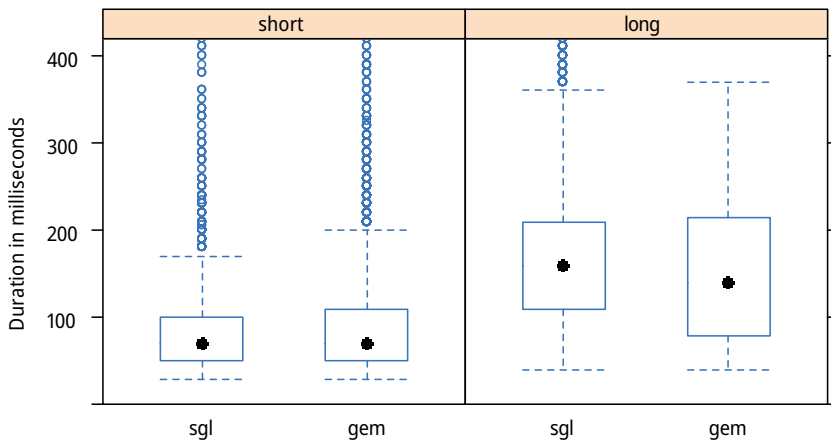 short long
Duration in milliseconds
400
300
200
100
sgl gem sgl gem